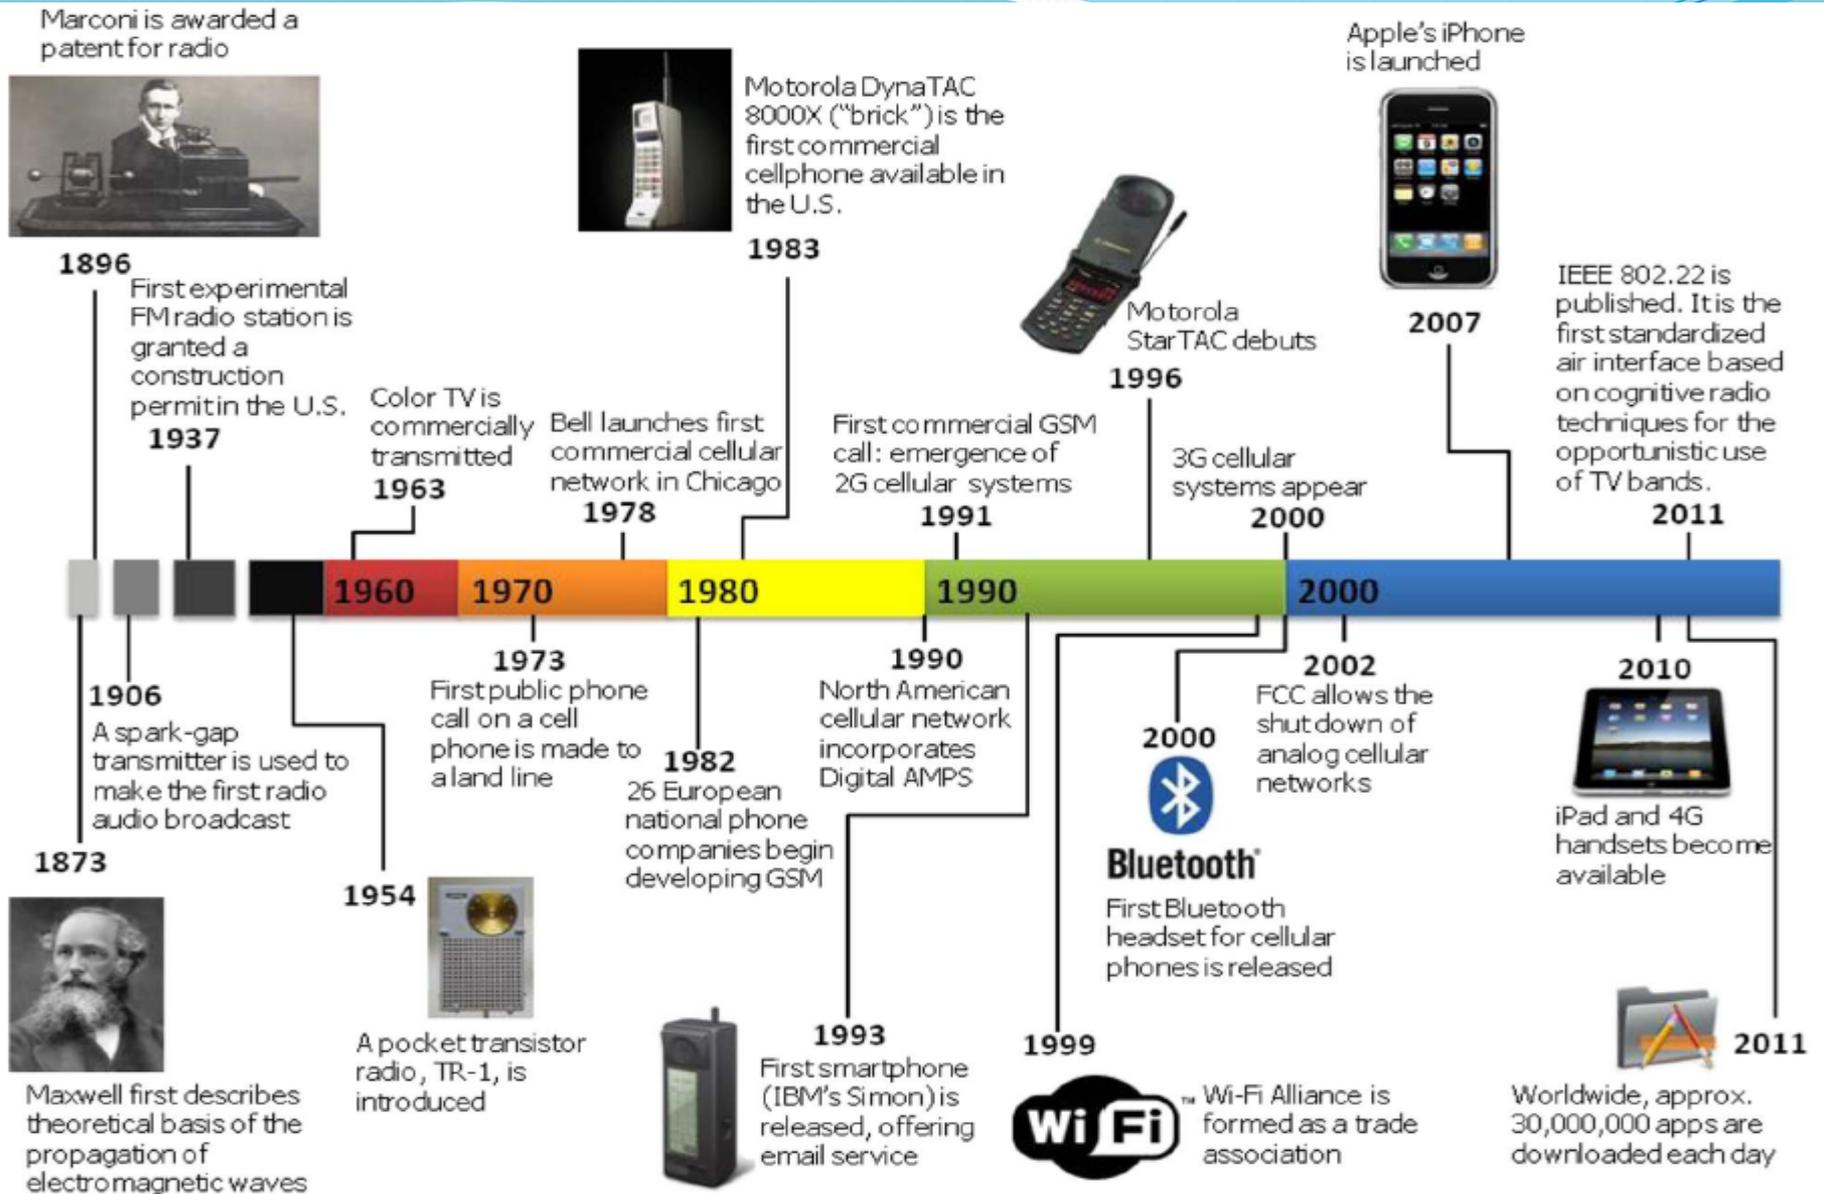 Marconi is awarded a
patent for radio
1896
First experimental
FM radio station is
granted a
construction
permit in the U.S.
1937
Color TV is
commercially
transmitted
1963
Bell launches first
commercial cellular
network in Chicago
1978
Motorola DynaTAC
8000X ("brick") is the
first commercial
cellphone available in
the U.S.
1983
First commercial GSM
call: emergence of
2G cellular systems
1991
Motorola
StarTAC debuts
1996
3G cellular
systems appear
2000
Apple's iPhone
is launched
2007
IEEE 802.22 is
published. It is the
first standardized
air interface based
on cognitive radio
techniques for the
opportunistic use
of TV bands.
2011
1960
1970
1980
1990
2000
1873
Maxwell first describes
theoretical basis of the
propagation of
electromagnetic waves
1906
A spark-gap
transmitter is used to
make the first radio
audio broadcast
1954
A pocket transistor
radio, TR-1, is
introduced
1973
First public phone
call on a cell
phone is made to
a land line
1982
26 European
national phone
companies begin
developing GSM
1990
North American
cellular network
incorporates
Digital AMPS
1993
First smartphone
(IBM's Simon) is
released, offering
email service
1999
Wi Fi ™
Wi-Fi Alliance is
formed as a trade
association
2000
Bluetooth®
First Bluetooth
headset for cellular
phones is released
2002
FCC allows the
shut down of
analog cellular
networks
2010
iPad and 4G
handsets become
available
2011
Worldwide, approx.
30,000,000 apps are
downloaded each day